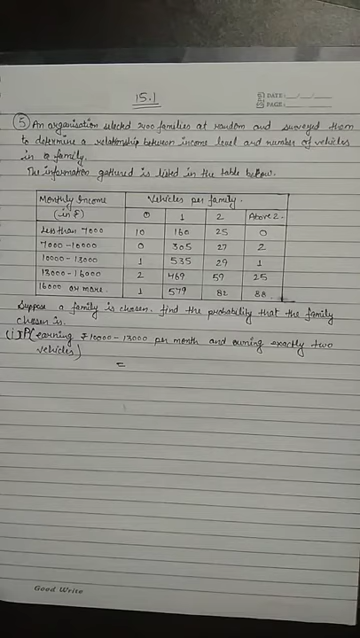 15.1
DATE:
PAGE:
(5) An organisation selected 2400 families at random and surveyed them
to determine a relationship between income level and number of vehicles
in a family.
The information gathered is listed in the table below.
Monthly Income Vehicles per family.
(in ₹) 0 1 2 Above 2.
Less than 7000 10 160 25 0
7000 - 10000 0 305 27 2
10000 - 13000 1 535 29 1
13000 - 16000 2 469 59 25
16000 or more. 1 579 82 88
Suppose a family is chosen. find the probability that the family
chosen is.
(i) P(earning ₹10000 - 13000 per month and owning exactly two
vehicles)
=
Good Write